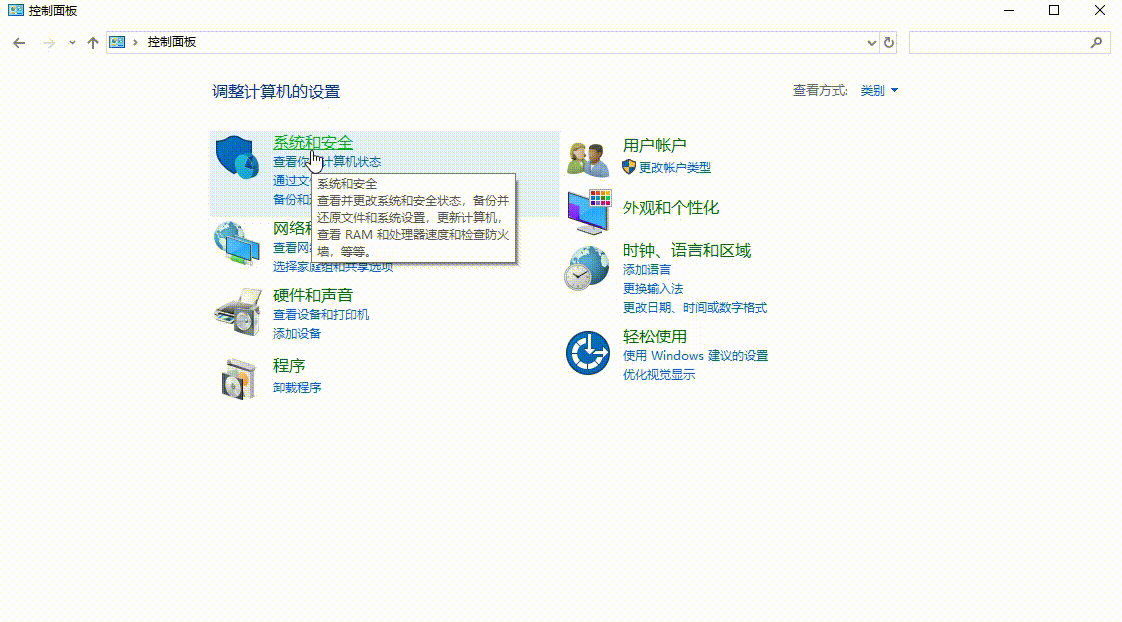 控制面板
控制面板
调整计算机的设置
查看方式: 类别
系统和安全
查看你 计算机状态
通过文
备份和
系统和安全
查看并更改系统和安全状态，备份并
还原文件和系统设置，更新计算机，
查看 RAM 和处理器速度和检查防火
墙，等等。
网络和
查看网
选择家庭组和共享选项
硬件和声音
查看设备和打印机
添加设备
程序
卸载程序
用户帐户
更改帐户类型
外观和个性化
时钟、语言和区域
添加语言
更换输入法
更改日期、时间或数字格式
轻松使用
使用 Windows 建议的设置
优化视觉显示